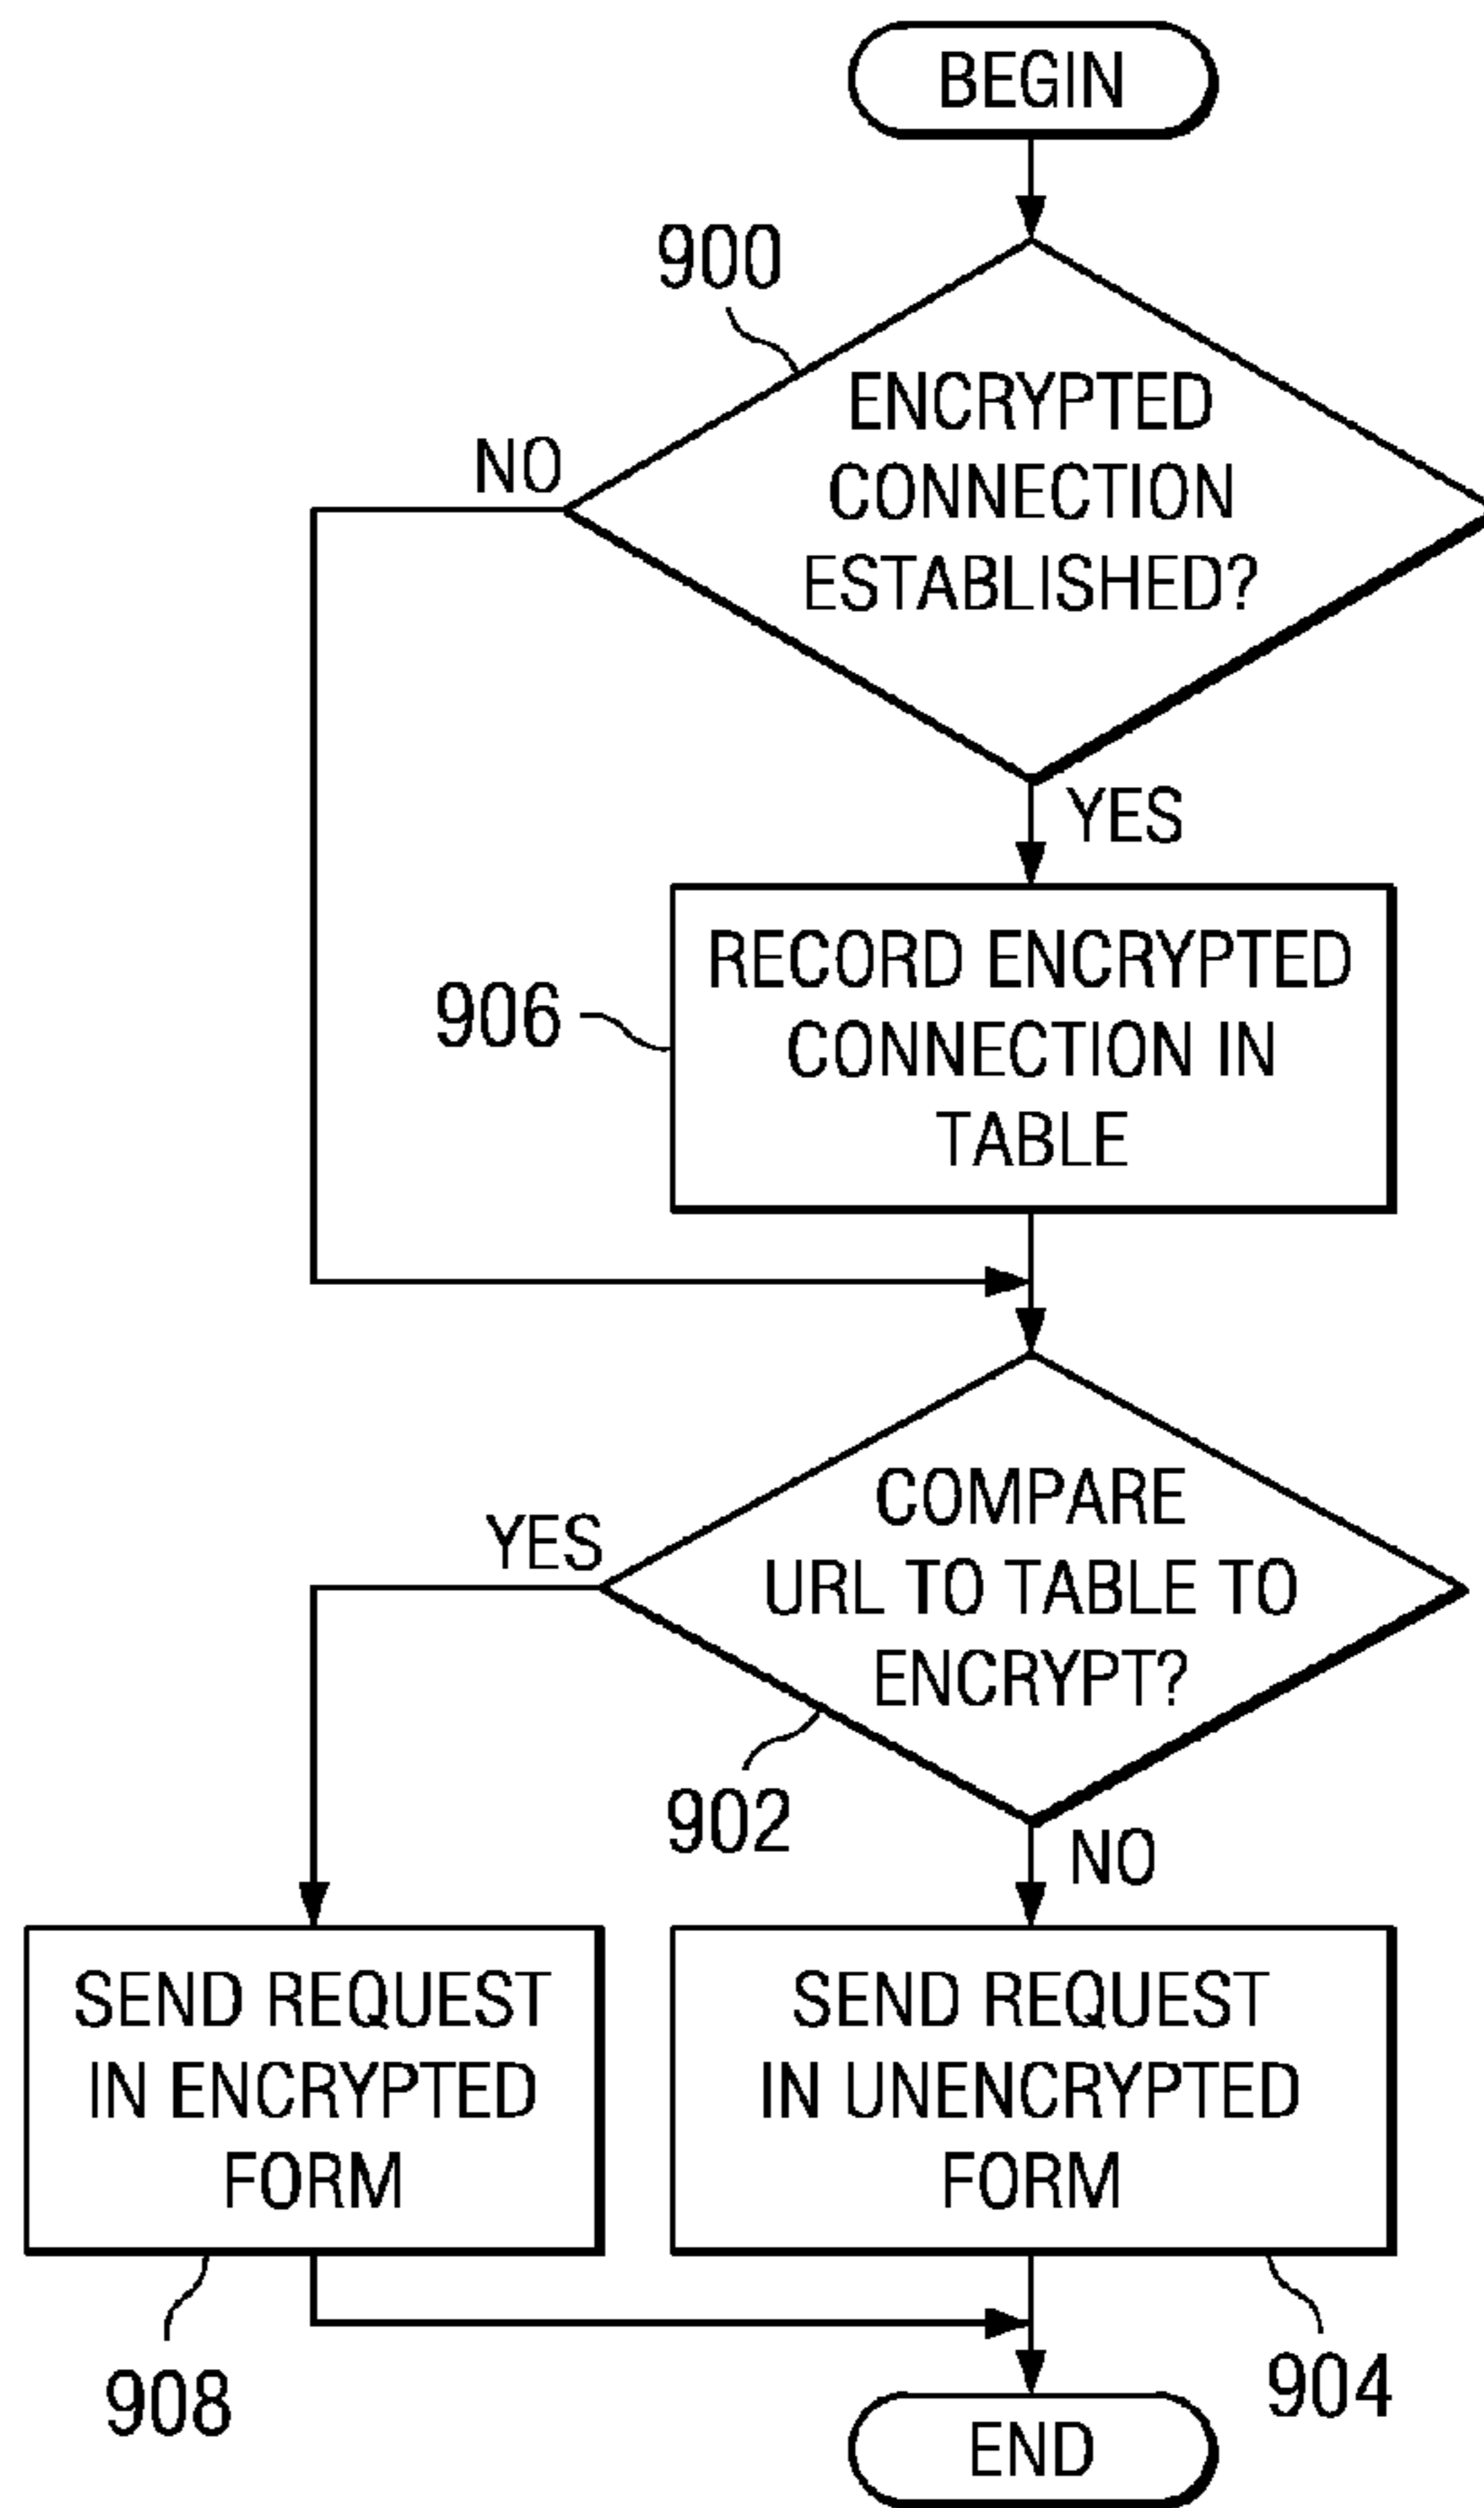 BEGIN
900
ENCRYPTED
CONNECTION
ESTABLISHED?
NO
YES
RECORD ENCRYPTED
CONNECTION IN
TABLE
906
COMPARE
URL TO TABLE TO
ENCRYPT?
YES
902
NO
SEND REQUEST
IN ENCRYPTED
FORM
SEND REQUEST
IN UNENCRYPTED
FORM
908
904
END